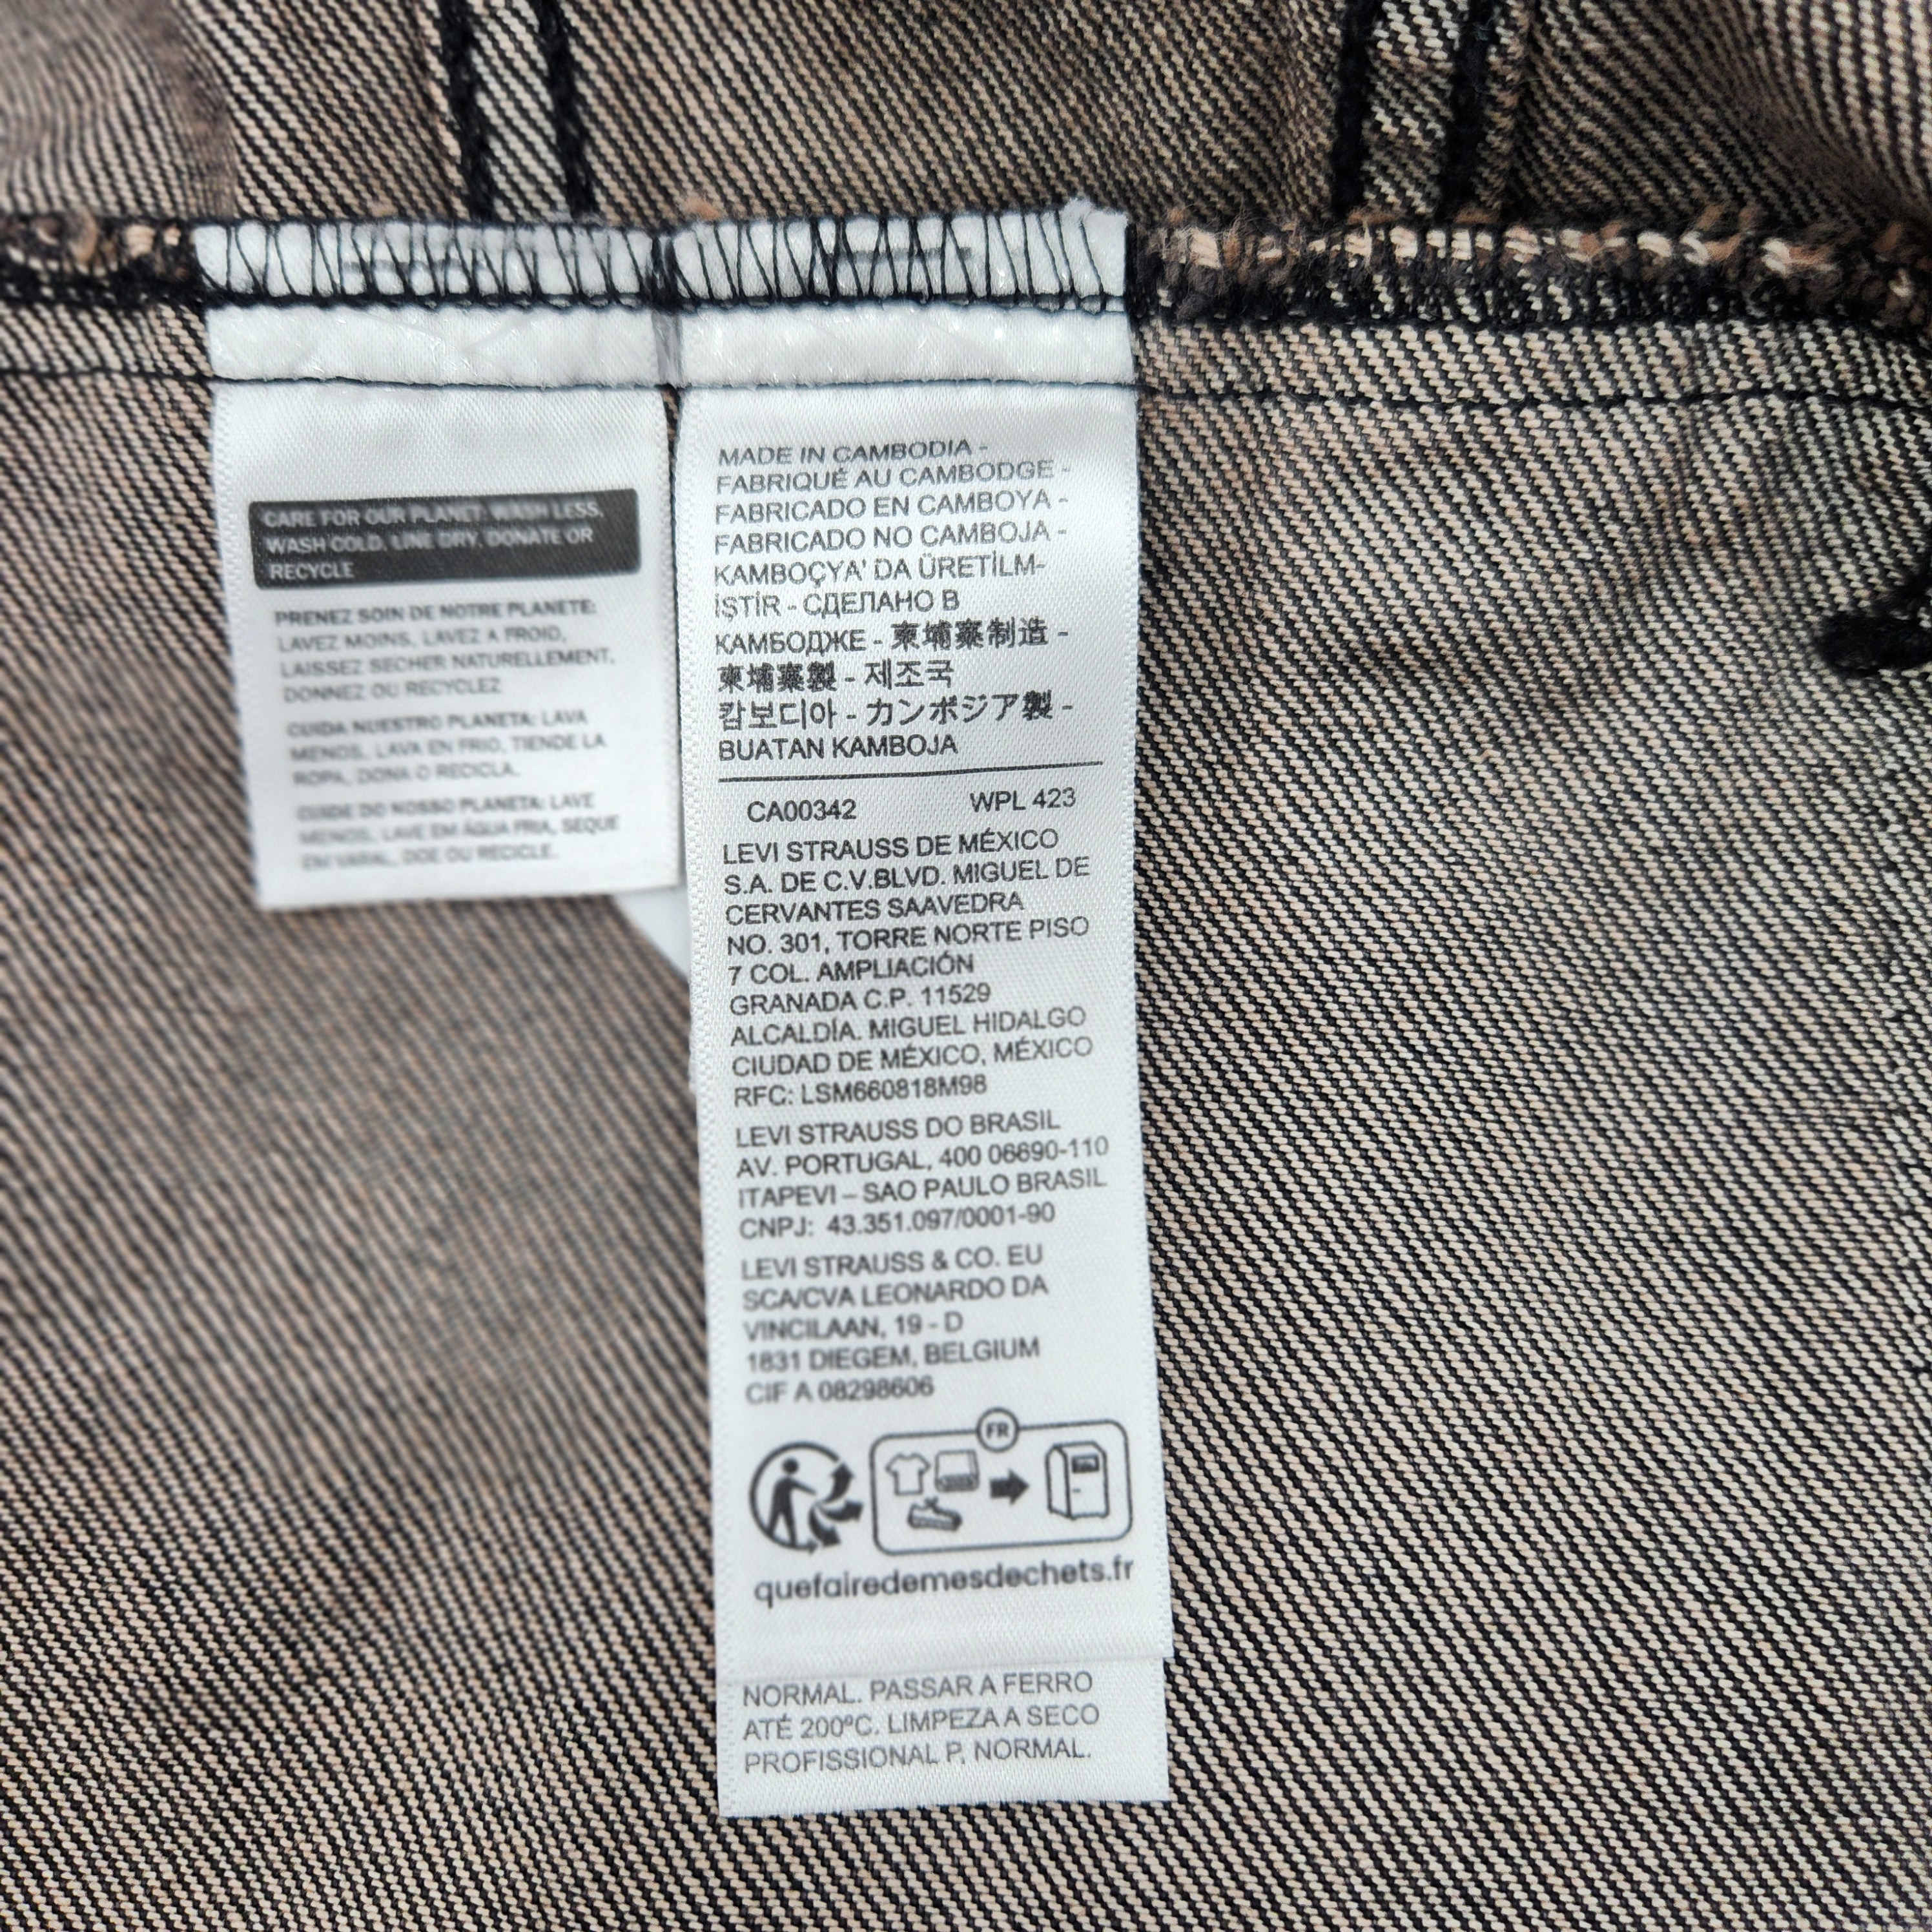 CARE FOR OUR PLANET: WASH LESS,
WASH COLD, LINE DRY, DONATE OR
RECYCLE
PRENEZ SOIN DE NOTRE PLANETE:
LAVEZ MOINS, LAVEZ A FROID,
LAISSEZ SECHER NATURELLEMENT,
DONNEZ OU RECYCLEZ
CUIDA NUESTRO PLANETA: LAVA
MENOS, LAVA EN FRIO, TIENDE LA
ROPA, DONA O RECICLA.
CUIDE DO NOSSO PLANETA: LAVE
MENOS, LAVE EM ÁGUA FRIA, SEQUE
EM VARAL, DOE OU RECICLE.
MADE IN CAMBODIA -
FABRIQUÉ AU CAMBODGE -
FABRICADO EN CAMBOYA -
FABRICADO NO CAMBOJA -
KAMBOÇYA' DA ÜRETİLM-
İŞTİR - СДЕЛАНО В
КАМБОДЖЕ - 柬埔寨制造 -
柬埔寨製 - 제조국
캄보디아 - カンボジア製 -
BUATAN KAMBOJA
CA00342 WPL 423
LEVI STRAUSS DE MÉXICO
S.A. DE C.V.BLVD. MIGUEL DE
CERVANTES SAAVEDRA
NO. 301, TORRE NORTE PISO
7 COL. AMPLIACIÓN
GRANADA C.P. 11529
ALCALDÍA. MIGUEL HIDALGO
CIUDAD DE MÉXICO, MÉXICO
RFC: LSM660818M98
LEVI STRAUSS DO BRASIL
AV. PORTUGAL, 400 06690-110
ITAPEVI – SAO PAULO BRASIL
CNPJ: 43.351.097/0001-90
LEVI STRAUSS & CO. EU
SCA/CVA LEONARDO DA
VINCILAAN, 19 - D
1831 DIEGEM, BELGIUM
CIF A 08298606
FR
quefairedemesdechets.fr
NORMAL. PASSAR A FERRO
ATÉ 200ºC. LIMPEZA A SECO
PROFISSIONAL P, NORMAL.